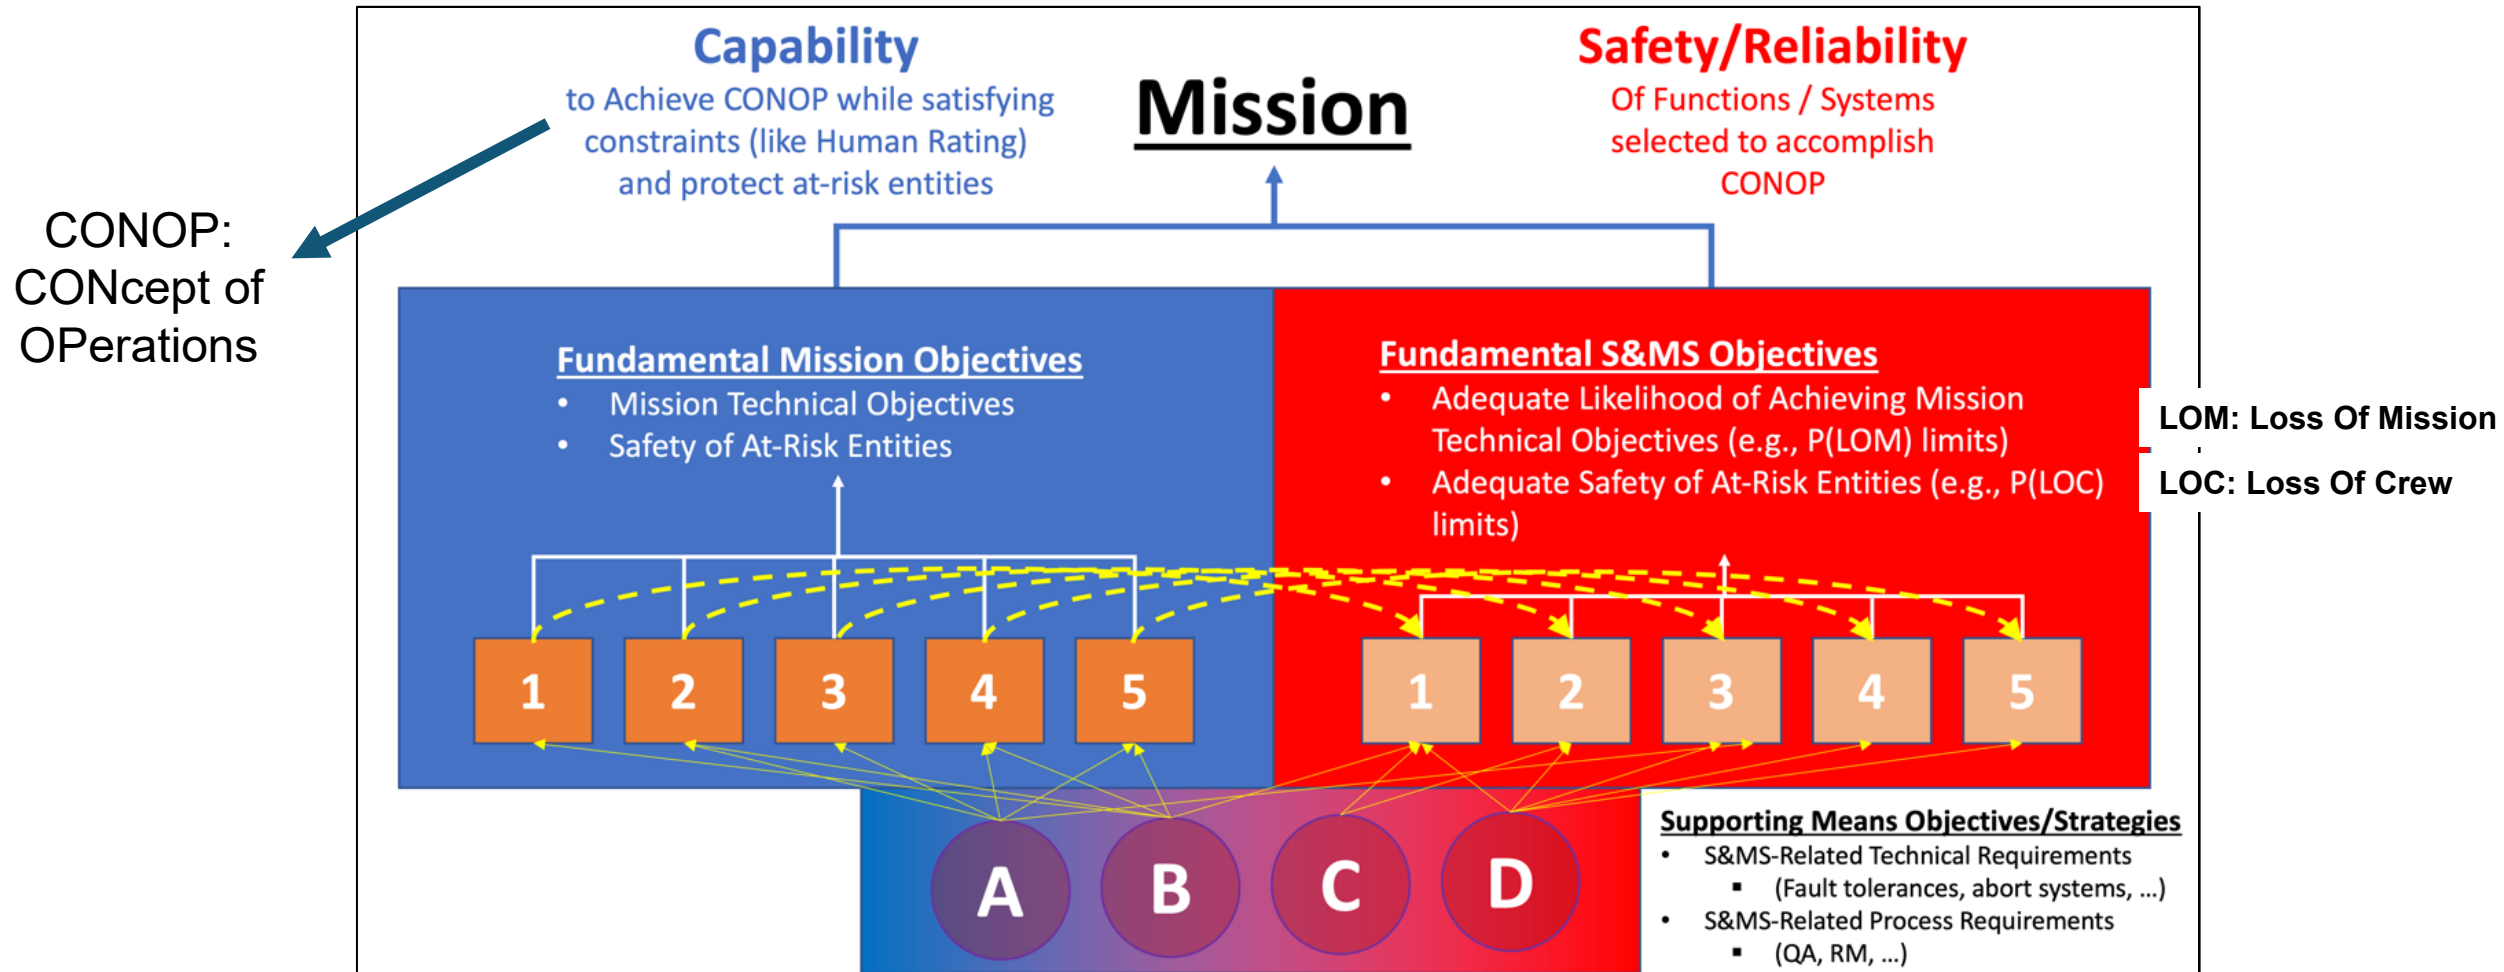 Capability
to Achieve CONOP while satisfying
constraints (like Human Rating)
and protect at-risk entities
Mission
Safety/Reliability
Of Functions / Systems
selected to accomplish
CONOP
CONOP:
CONcept of
OPerations
Fundamental Mission Objectives
• Mission Technical Objectives
• Safety of At-Risk Entities
Fundamental S&MS Objectives
• Adequate Likelihood of Achieving Mission
Technical Objectives (e.g., P(LOM) limits)
• Adequate Safety of At-Risk Entities (e.g., P(LOC)
limits)
LOM: Loss Of Mission
LOC: Loss Of Crew
1 2 3 4 5
1 2 3 4 5
A B C D
Supporting Means Objectives/Strategies
• S&MS-Related Technical Requirements
▪ (Fault tolerances, abort systems, ...)
• S&MS-Related Process Requirements
▪ (QA, RM, ...)